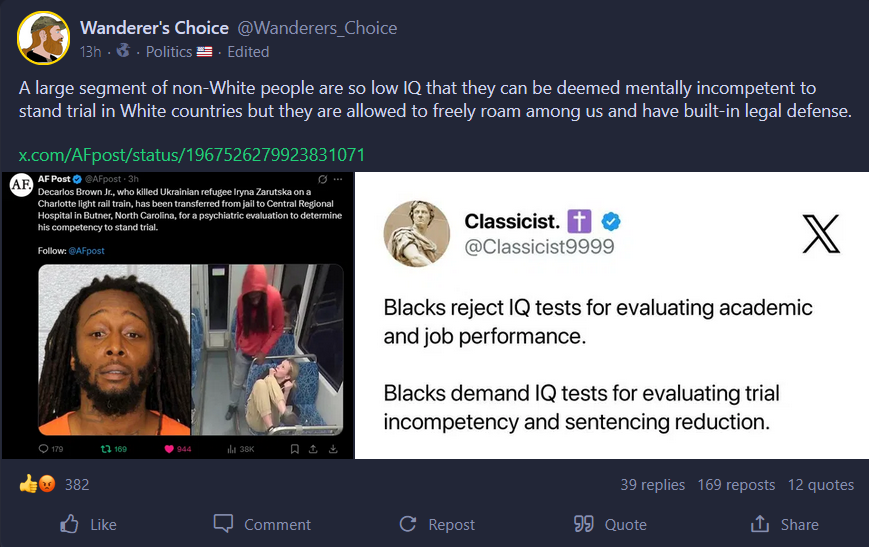 Wanderer's Choice @Wanderers_Choice
13h · Politics · Edited
A large segment of non-White people are so low IQ that they can be deemed mentally incompetent to
stand trial in White countries but they are allowed to freely roam among us and have built-in legal defense.
x.com/AFpost/status/1967526279923831071
AF.
AF Post @AFpost · 3h
Decarlos Brown Jr., who killed Ukrainian refugee Iryna Zarutska on a
Charlotte light rail train, has been transferred from jail to Central Regional
Hospital in Butner, North Carolina, for a psychiatric evaluation to determine
his competency to stand trial.
Follow: @AFpost
179 169 944 38K
Classicist.
@Classicist9999
X
Blacks reject IQ tests for evaluating academic
and job performance.
Blacks demand IQ tests for evaluating trial
incompetency and sentencing reduction.
382 39 replies 169 reposts 12 quotes
Like Comment Repost Quote Share